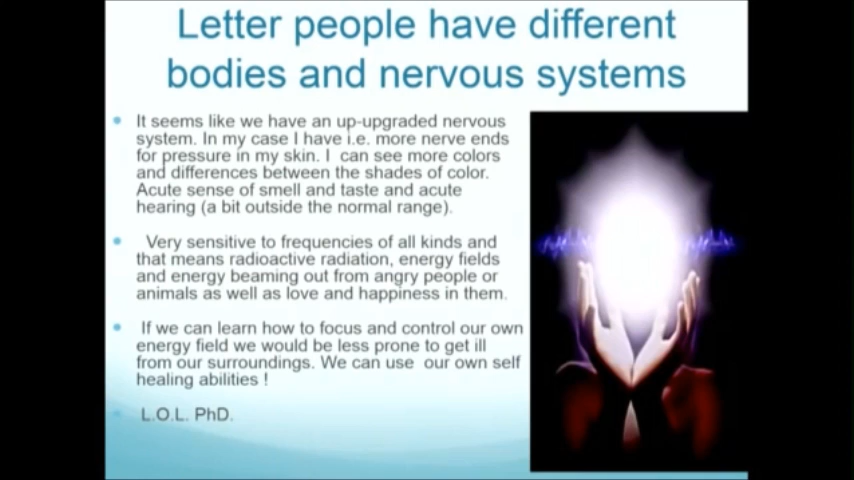 Letter people have different
bodies and nervous systems
It seems like we have an up-upgraded nervous
system. In my case I have i.e. more nerve ends
for pressure in my skin. I can see more colors
and differences between the shades of color.
Acute sense of smell and taste and acute
hearing (a bit outside the normal range).
Very sensitive to frequencies of all kinds and
that means radioactive radiation, energy fields
and energy beaming out from angry people or
animals as well as love and happiness in them.
If we can learn how to focus and control our own
energy field we would be less prone to get ill
from our surroundings. We can use our own self
healing abilities !
L.O.L. PhD.